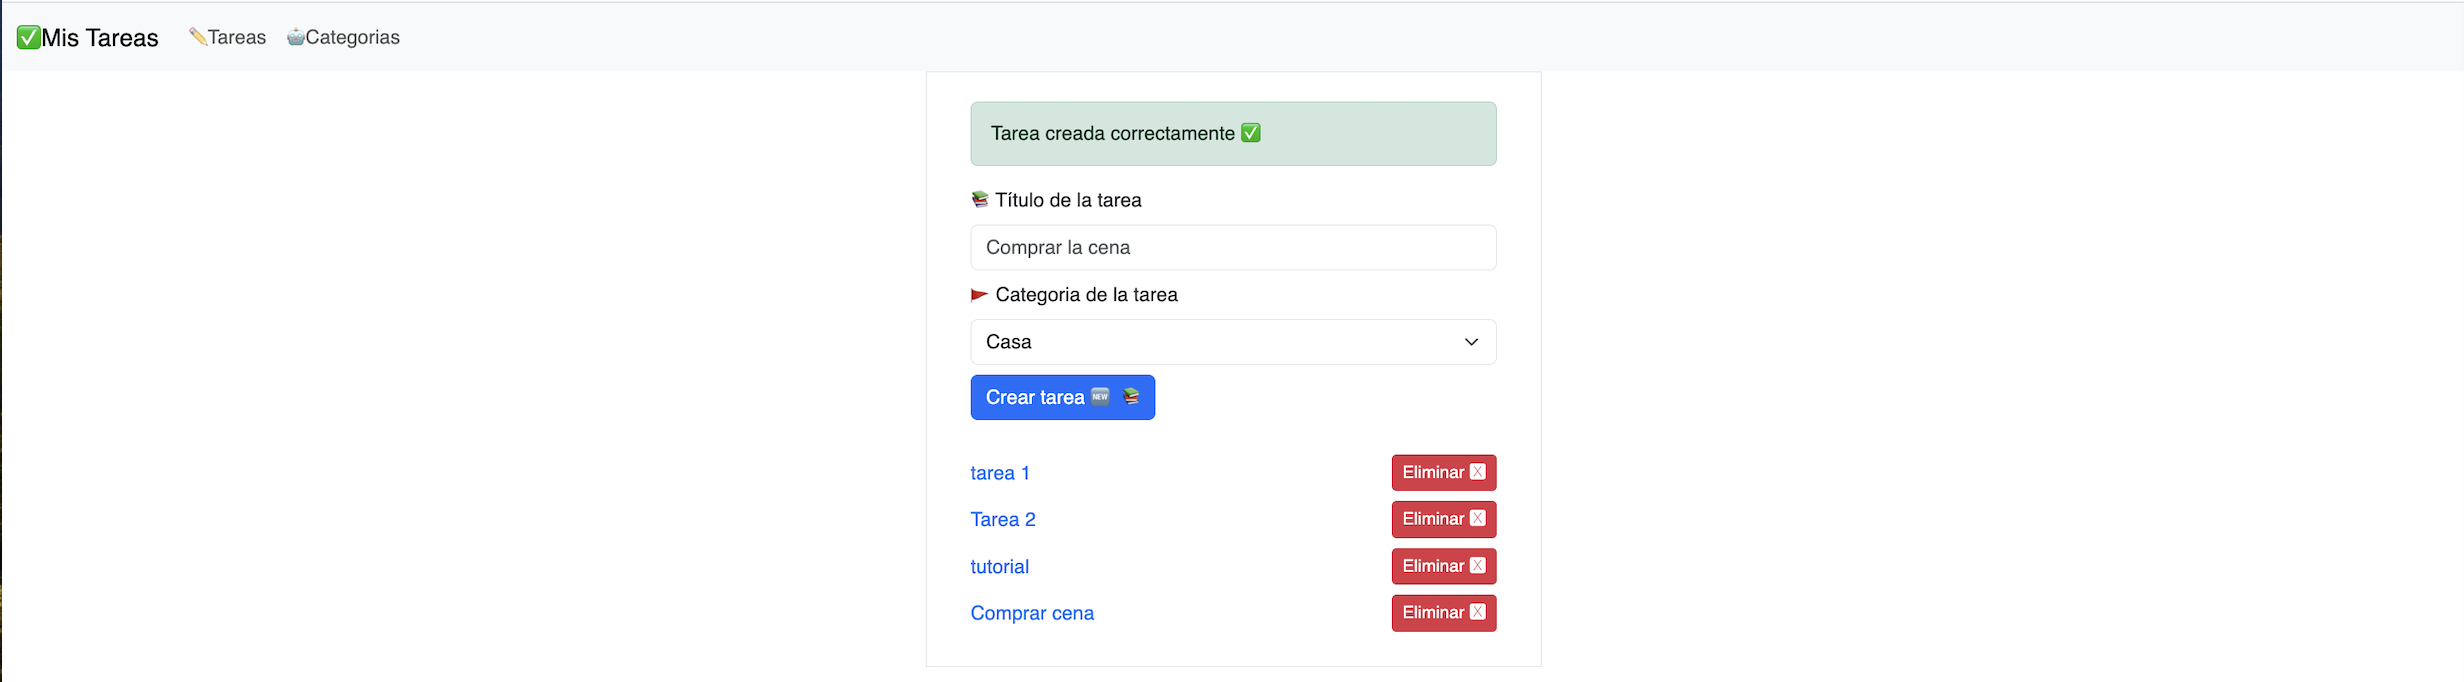 ✅Mis Tareas ✏️Tareas 🤖Categorias
Tarea creada correctamente ✅
📚 Título de la tarea
Comprar la cena
🚩 Categoria de la tarea
Casa
Crear tarea 🆕 📚
tarea 1 Eliminar X
Tarea 2 Eliminar X
tutorial Eliminar X
Comprar cena Eliminar X